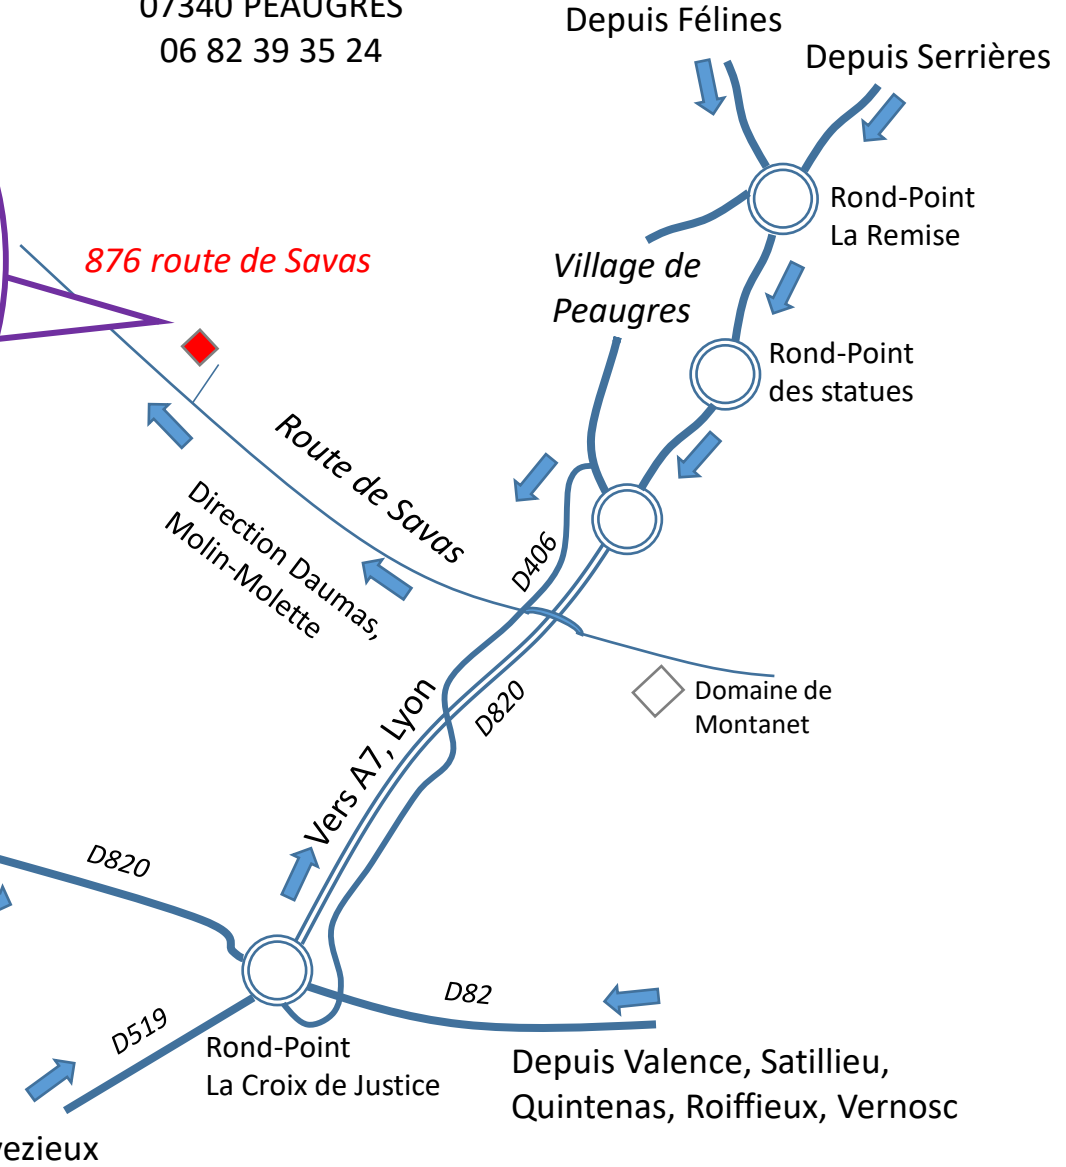 07340 PEAUGRES
06 82 39 35 24
Depuis Félines
Depuis Serrières
Rond-Point
La Remise
876 route de Savas
Village de
Peaugres
Rond-Point
des statues
Route de Savas
Direction Daumas,
Molin-Molette
D406
D820
Domaine de
Montanet
Vers A7, Lyon
D820
D82
D519
Rond-Point
La Croix de Justice
Depuis Valence, Satillieu,
Quintenas, Roiffieux, Vernosc